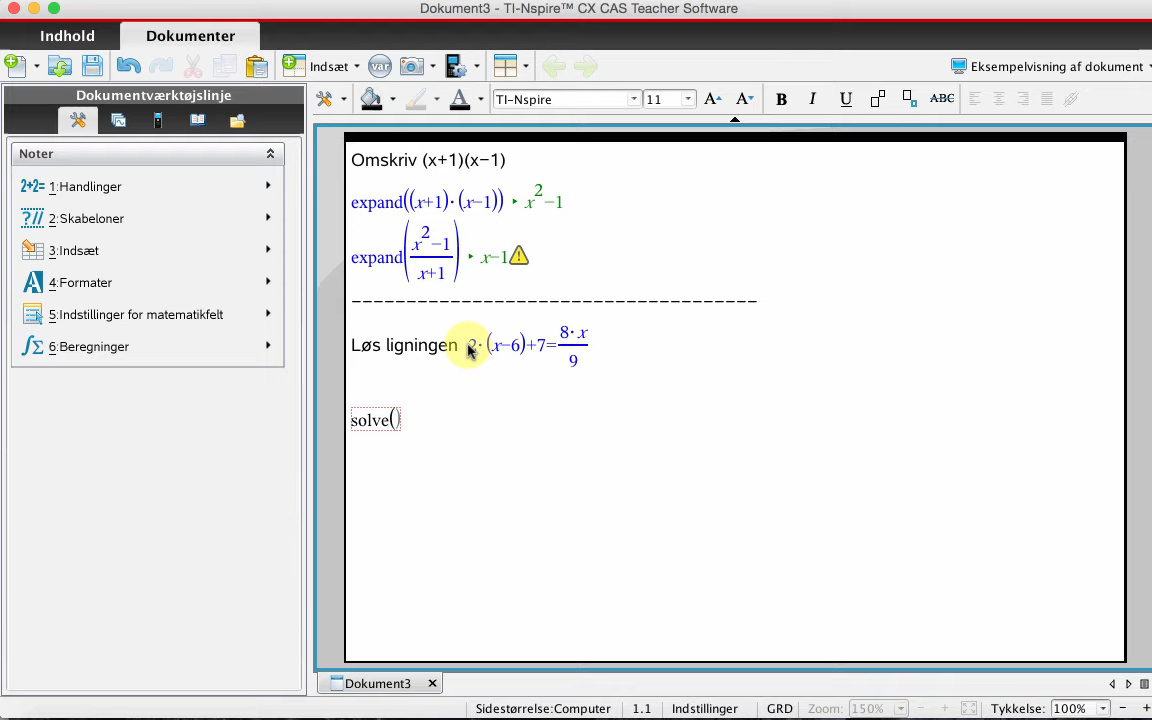 Dokument3 - TI-Nspire™ CX CAS Teacher Software
Indhold Dokumenter
Indsæt var Eksempelvisning af dokument
Dokumentværktøjslinje
TI-Nspire 11 A A B I U ABC
Noter
2+2= 1:Handlinger
?// 2:Skabeloner
3:Indsæt
A 4:Formater
5:Indstillinger for matematikfelt
∫Σ 6:Beregninger
Omskriv (x+1)(x−1)
expand((x+1)·(x−1)) ▸ x²−1
expand((x²−1)/(x+1)) ▸ x−1
-------------------------------------
Løs ligningen 2·(x−6)+7=8·x/9
solve()
Dokument3
Sidestørrelse:Computer 1.1 Indstillinger GRD Zoom: 150% − + Tykkelse: 100% − +